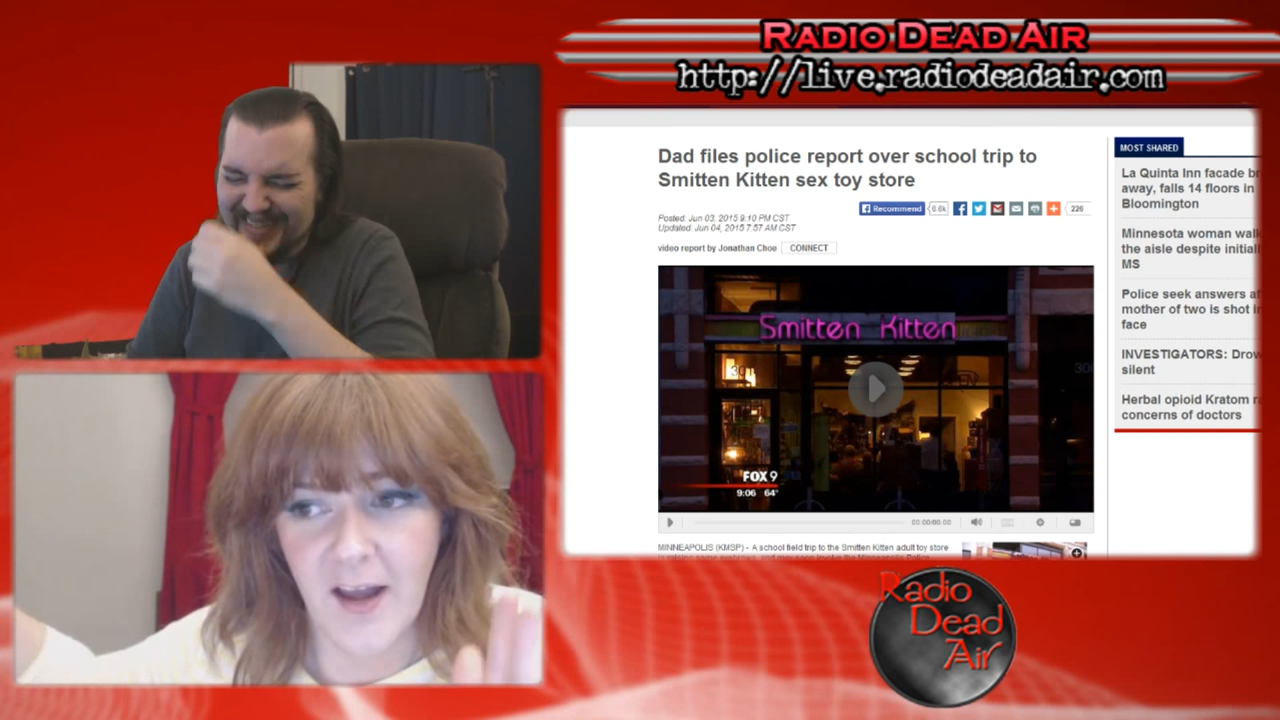 Radio Dead Air
http://live.radiodeadair.com
Dad files police report over school trip to
Smitten Kitten sex toy store
Recommend
6.6k
226
Posted: Jun 03, 2015 9:10 PM CST
Updated: Jun 04, 2015 7:57 AM CST
video report by Jonathan Choe
CONNECT
Smitten Kitten
FOX 9
9:06 64°
00:00/00:00
MINNEAPOLIS (KMSP) - A school field trip to the Smitten Kitten adult toy store
MOST SHARED
La Quinta Inn facade br
away, falls 14 floors in
Bloomington
Minnesota woman walk
the aisle despite initial
MS
Police seek answers af
mother of two is shot in
face
INVESTIGATORS: Drow
silent
Herbal opioid Kratom ra
concerns of doctors
Radio
Dead
Air